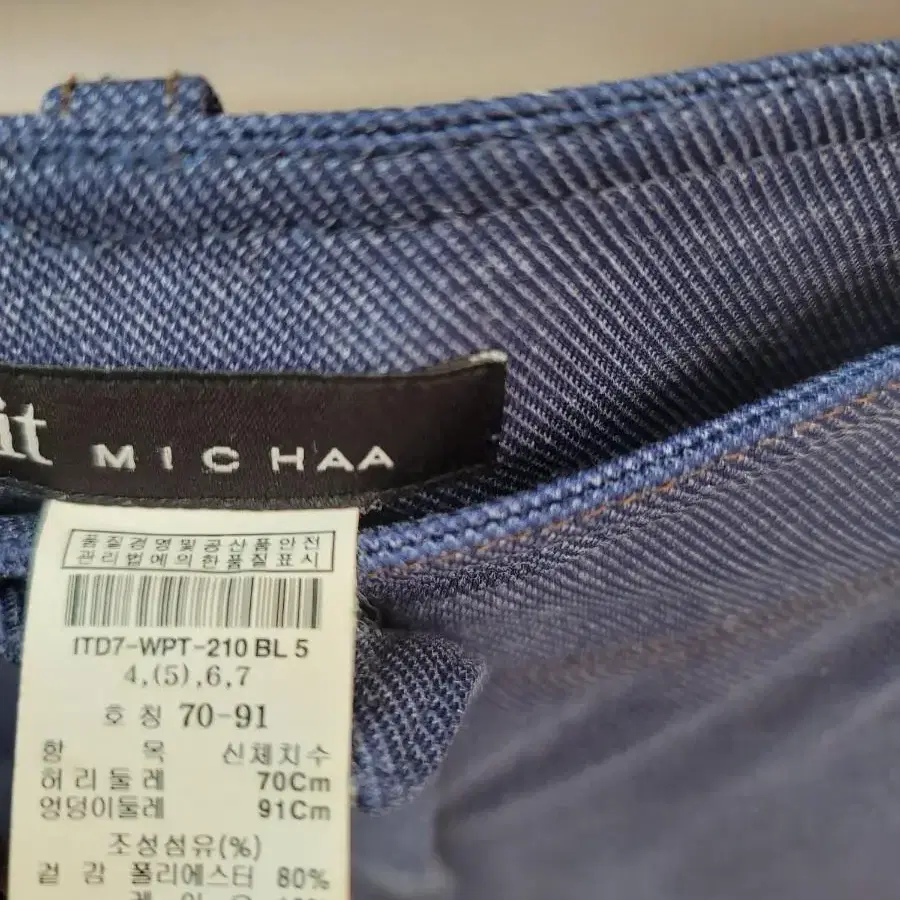 it MICHAA
품질경영및공산품안전
관리법예의한품질표시
ITD7-WPT-210 BL 5
4,(5),6,7
호칭 70-91
항 목 신체치수
허리둘레 70Cm
엉덩이둘레 91Cm
조성섬유(%)
겉감 폴리에스터 80%